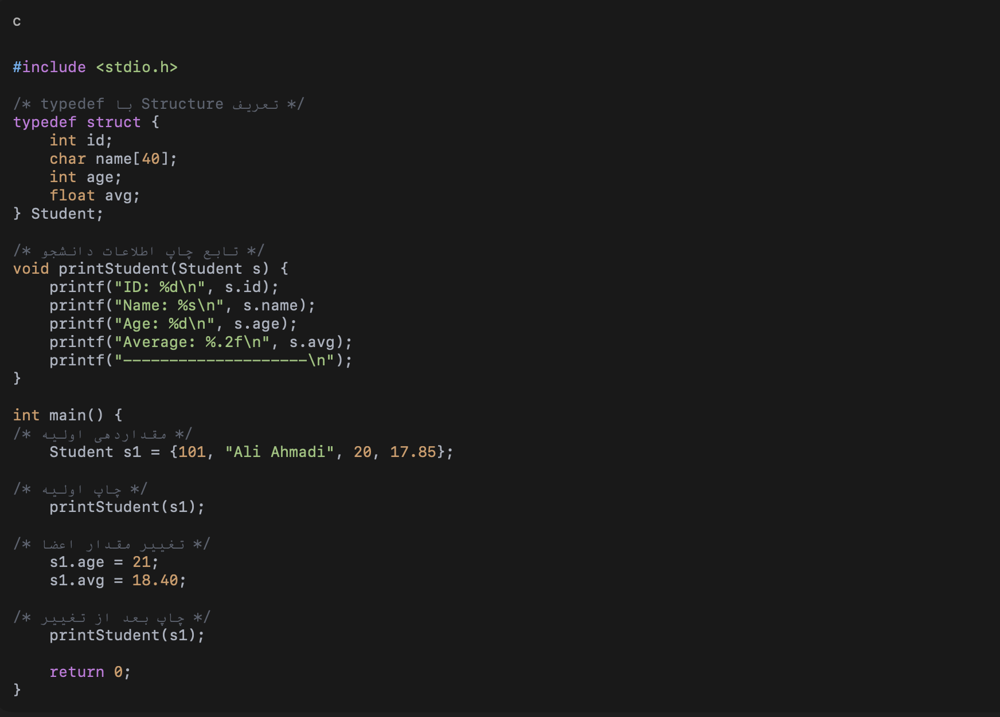 c
#include <stdio.h>
/* تعریف Structure با typedef */
typedef struct {
    int id;
    char name[40];
    int age;
    float avg;
} Student;
/* تابع چاپ اطلاعات دانشجو */
void printStudent(Student s) {
    printf("ID: %d\n", s.id);
    printf("Name: %s\n", s.name);
    printf("Age: %d\n", s.age);
    printf("Average: %.2f\n", s.avg);
    printf("--------------------\n");
}
int main() {
/* مقداردهی اولیه */
    Student s1 = {101, "Ali Ahmadi", 20, 17.85};
/* چاپ اولیه */
    printStudent(s1);
/* تغییر مقدار اعضا */
    s1.age = 21;
    s1.avg = 18.40;
/* چاپ بعد از تغییر */
    printStudent(s1);
    return 0;
}